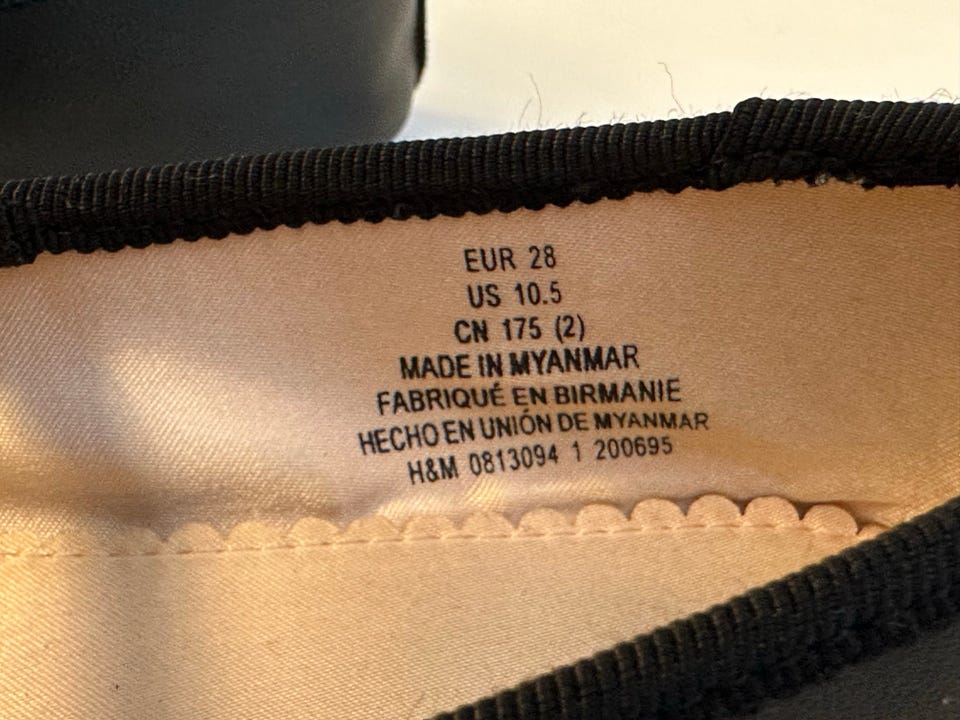 EUR 28
US 10.5
CN 175 (2)
MADE IN MYANMAR
FABRIQUÉ EN BIRMANIE
HECHO EN UNIÓN DE MYANMAR
H&M 0813094 1 200695